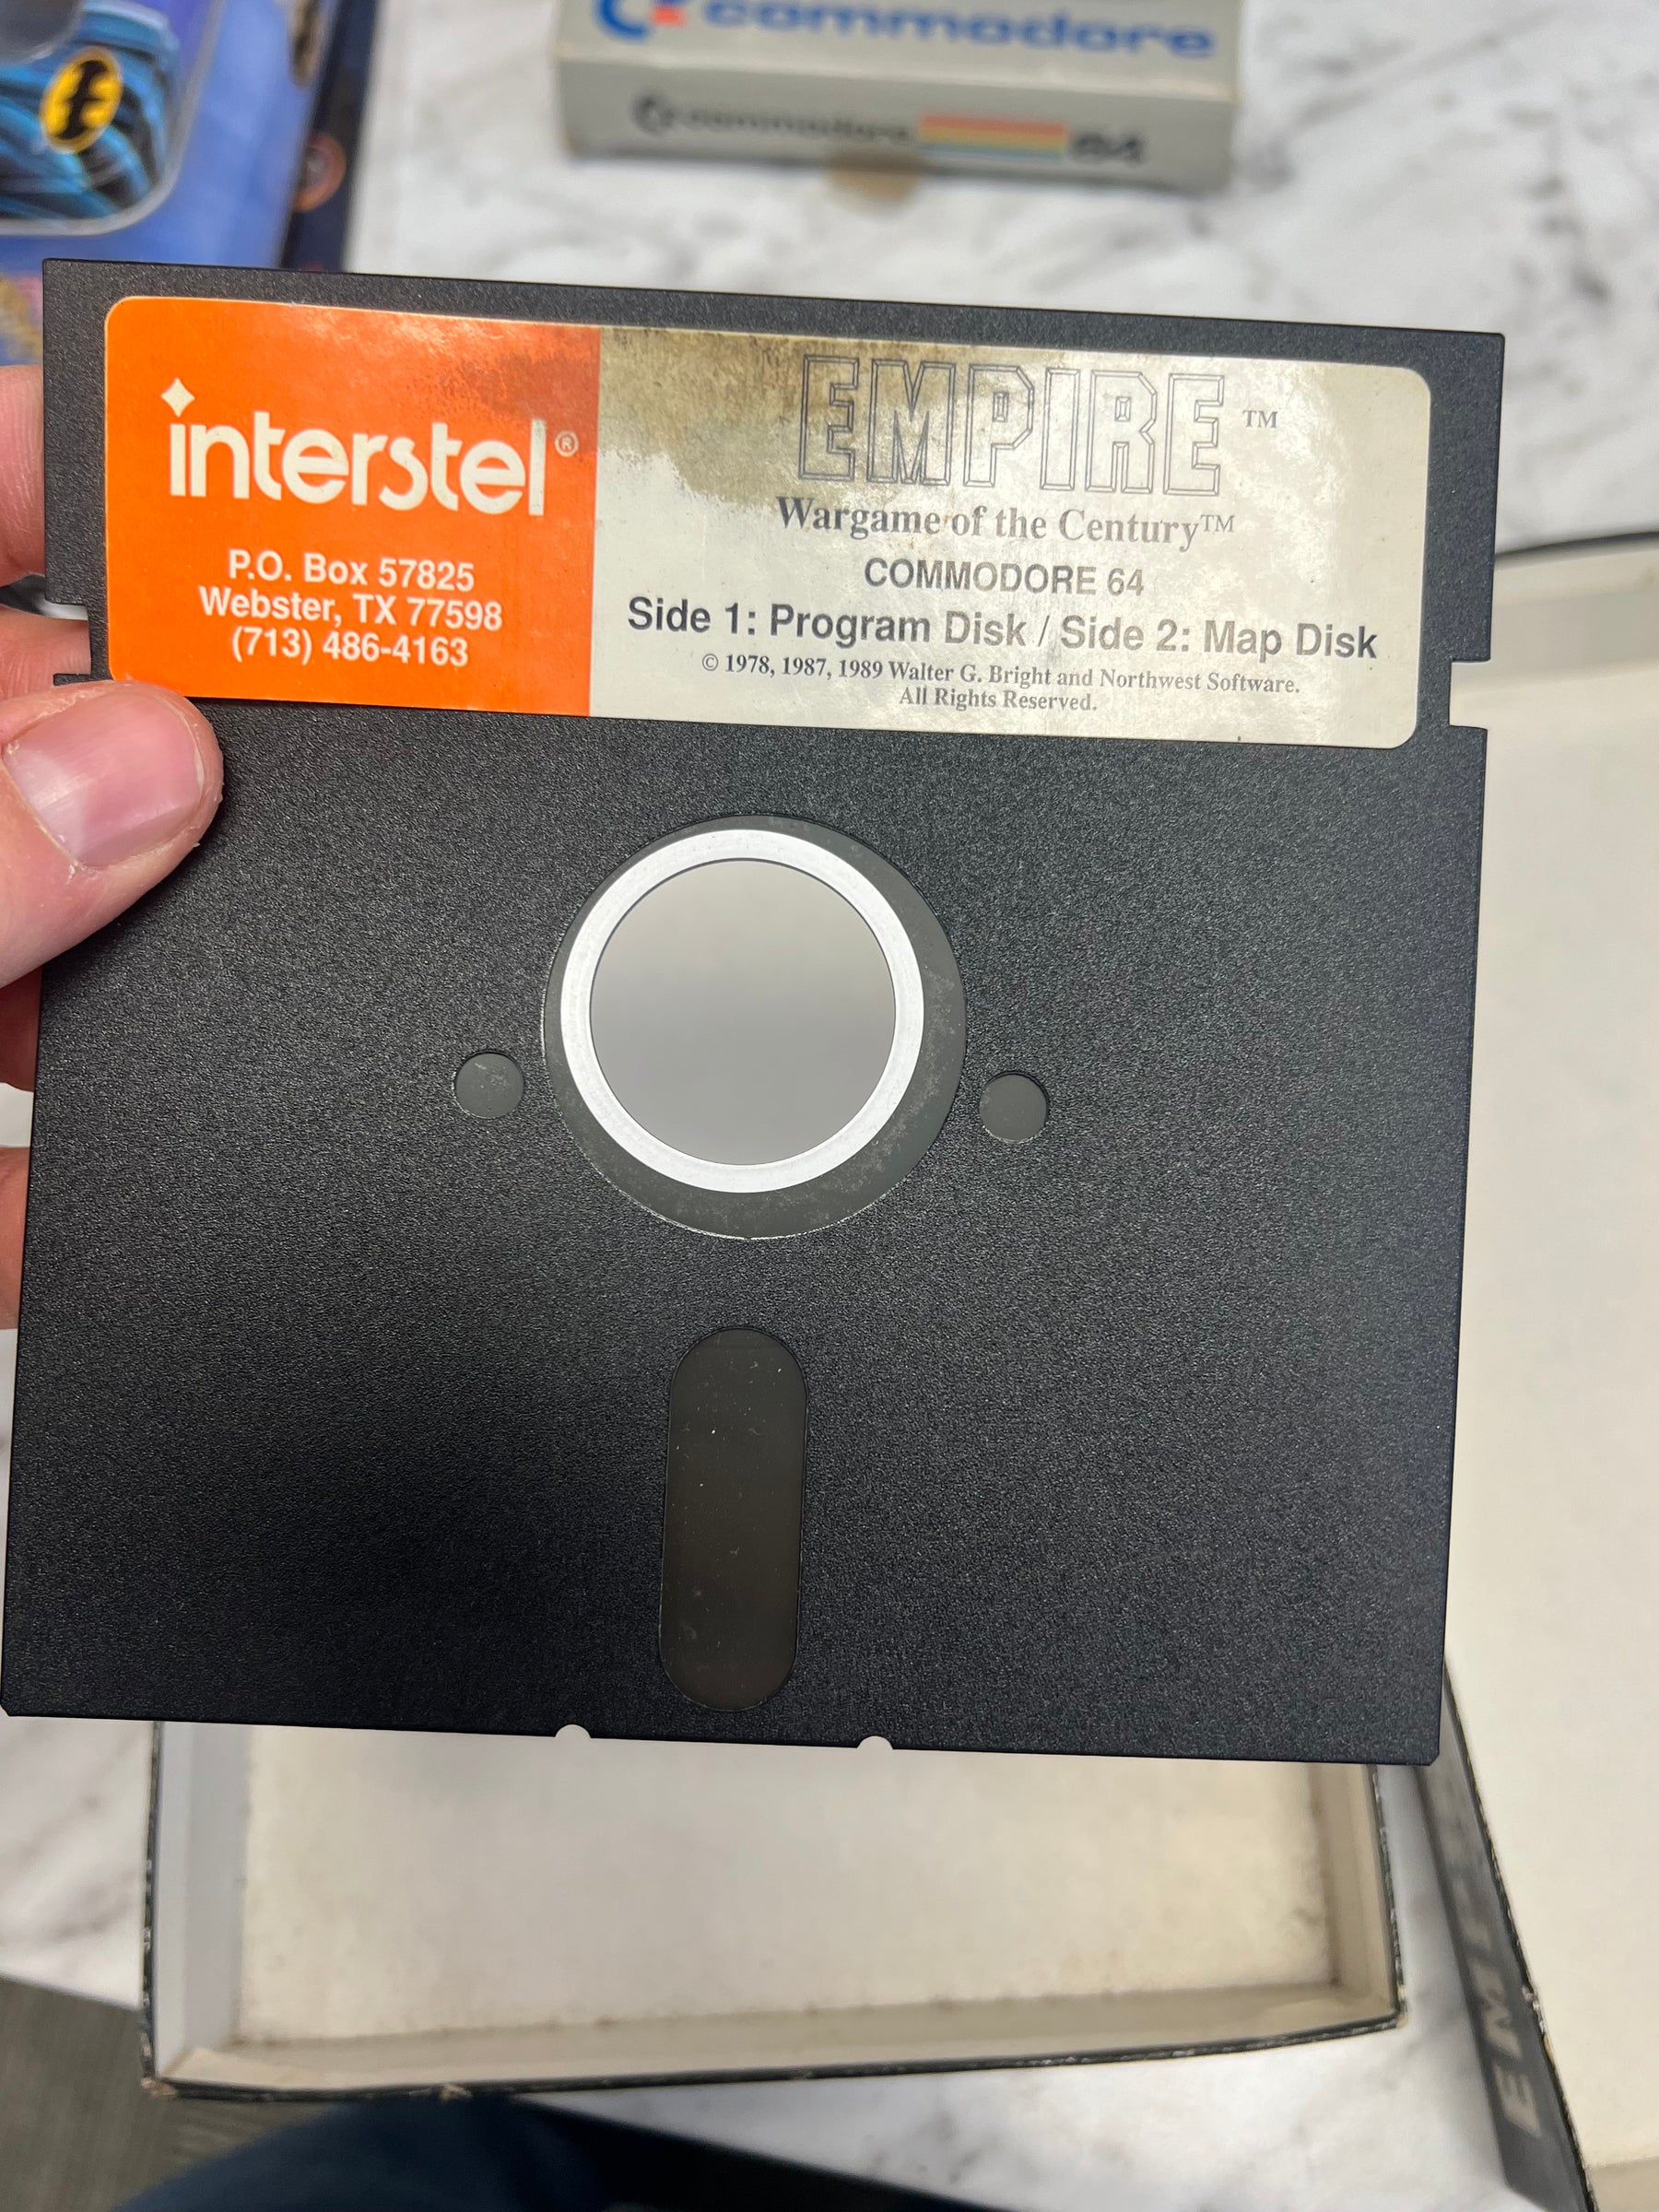 commodore
commodore 64
interstel®
P.O. Box 57825
Webster, TX 77598
(713) 486-4163
EMPIRE™
Wargame of the Century™
COMMODORE 64
Side 1: Program Disk / Side 2: Map Disk
© 1978, 1987, 1989 Walter G. Bright and Northwest Software.
All Rights Reserved.
EMPIRE